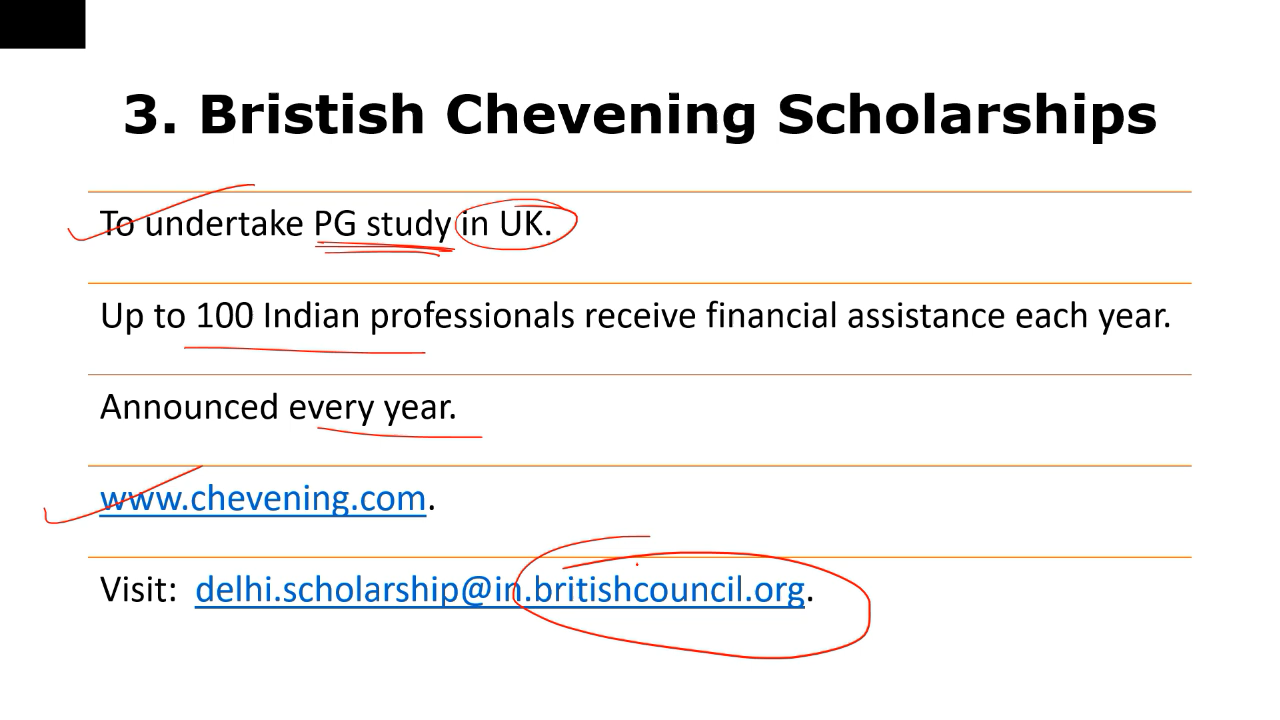 3. Bristish Chevening Scholarships
To undertake PG study in UK.
Up to 100 Indian professionals receive financial assistance each year.
Announced every year.
www.chevening.com.
Visit: delhi.scholarship@in.britishcouncil.org.